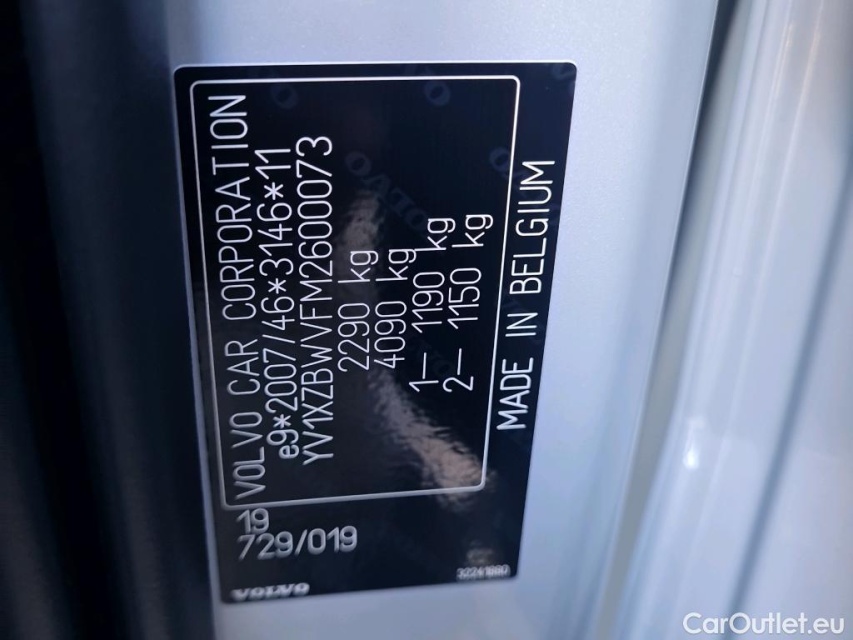 VOLVO CAR CORPORATION
e9*2007/46*3146*11
YV1XZBWVFM2600073
2290 kg
4090 kg
1— 1190 kg
2— 1150 kg
MADE IN BELGIUM
19
729/019
VOLVO
CarOutlet.eu